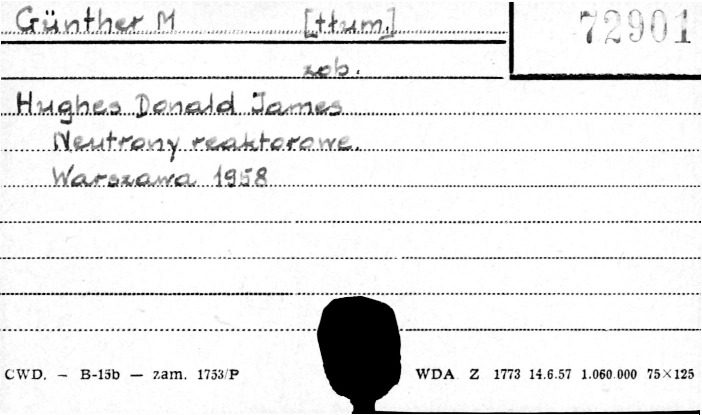 Günther M [tłum.]
72901
zob.
Hughes Donald James
Neutrony reaktorowe.
Warszawa 1958
CWD. — B-15b — zam. 1753/P
WDA Z 1773 14.6.57 1.060.000 75×125